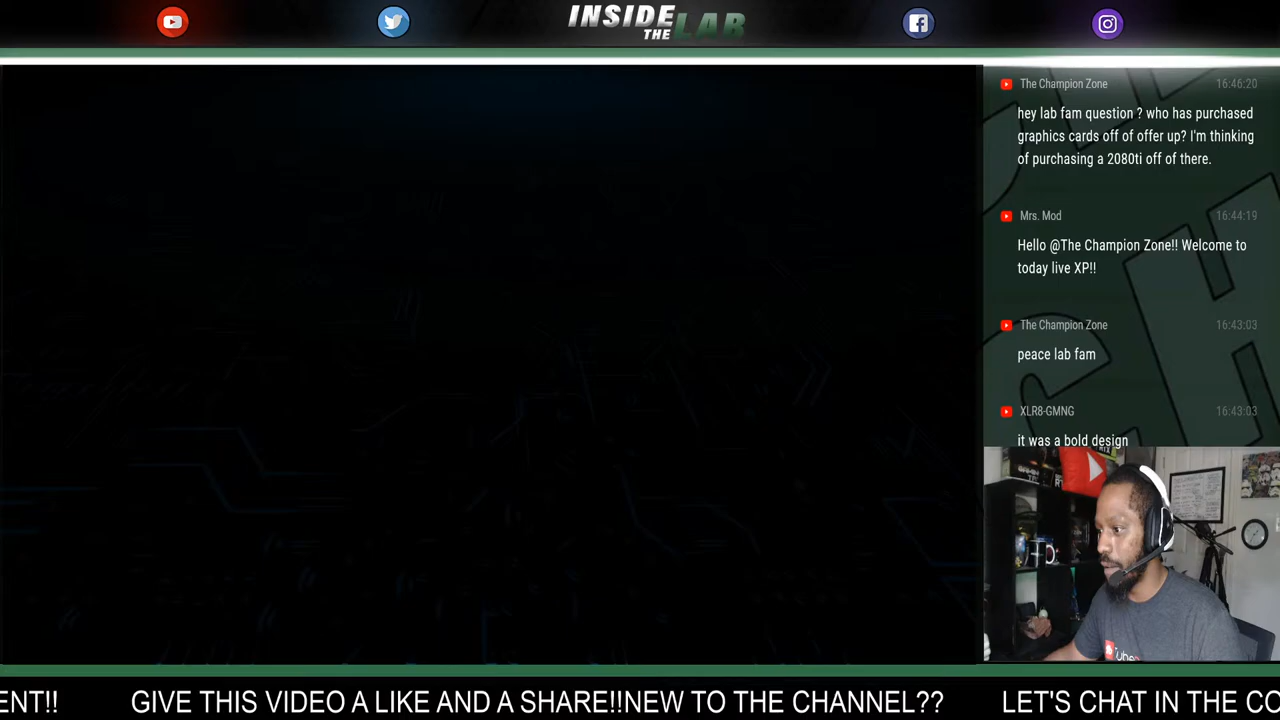 INSIDE
THE LAB
The Champion Zone 16:46:20
hey lab fam question ? who has purchased
graphics cards off of offer up? I'm thinking
of purchasing a 2080ti off of there.
Mrs. Mod 16:44:19
Hello @The Champion Zone!! Welcome to
today live XP!!
The Champion Zone 16:43:03
peace lab fam
XLR8-GMNG 16:43:03
it was a bold design
ENT!! GIVE THIS VIDEO A LIKE AND A SHARE!!NEW TO THE CHANNEL?? LET'S CHAT IN THE CO